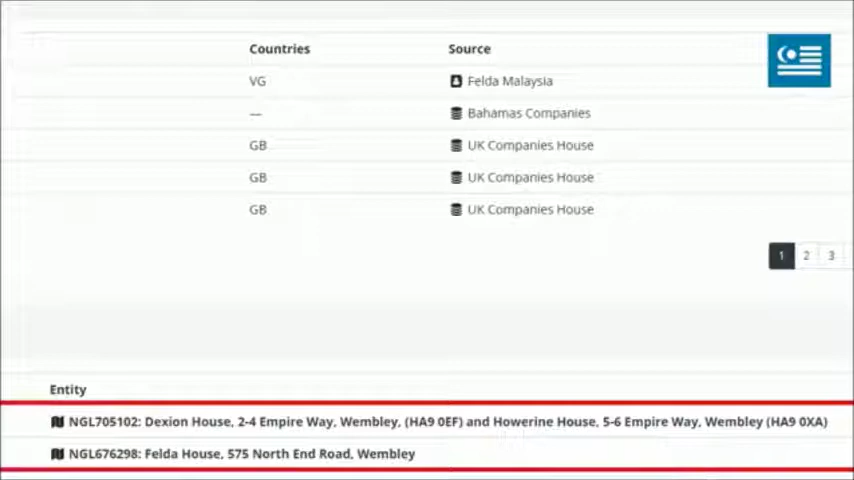 Countries Source
VG Felda Malaysia
— Bahamas Companies
GB UK Companies House
GB UK Companies House
GB UK Companies House
1 2 3
Entity
NGL705102: Dexion House, 2-4 Empire Way, Wembley, (HA9 0EF) and Howerine House, 5-6 Empire Way, Wembley (HA9 0XA)
NGL676298: Felda House, 575 North End Road, Wembley